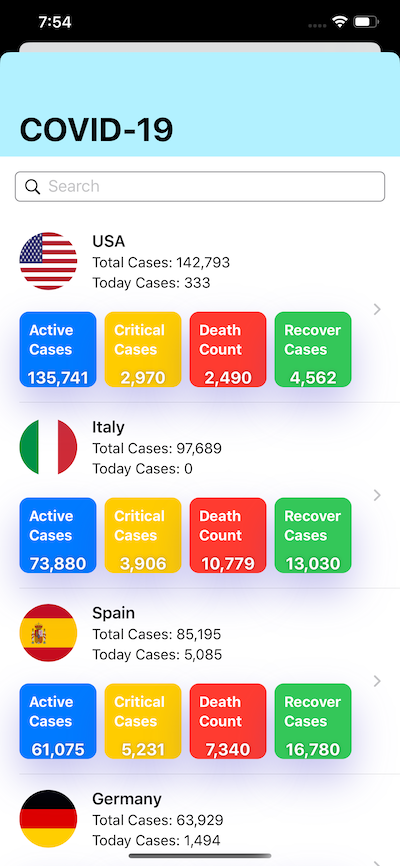 7:54
COVID-19
Search
USA
Total Cases: 142,793
Today Cases: 333
Active Cases
135,741
Critical Cases
2,970
Death Count
2,490
Recover Cases
4,562
Italy
Total Cases: 97,689
Today Cases: 0
Active Cases
73,880
Critical Cases
3,906
Death Count
10,779
Recover Cases
13,030
Spain
Total Cases: 85,195
Today Cases: 5,085
Active Cases
61,075
Critical Cases
5,231
Death Count
7,340
Recover Cases
16,780
Germany
Total Cases: 63,929
Today Cases: 1,494